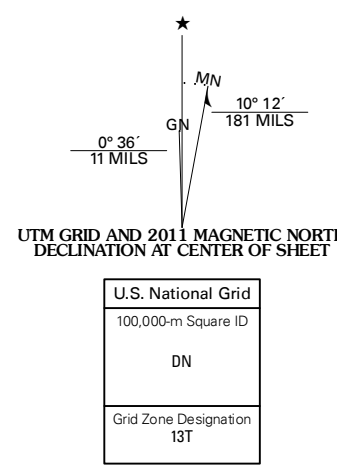 ★
MN
GN
10° 12´
181 MILS
0° 36´
11 MILS
UTM GRID AND 2011 MAGNETIC NORTH
DECLINATION AT CENTER OF SHEET
U.S. National Grid
100,000-m Square ID
DN
Grid Zone Designation
13T